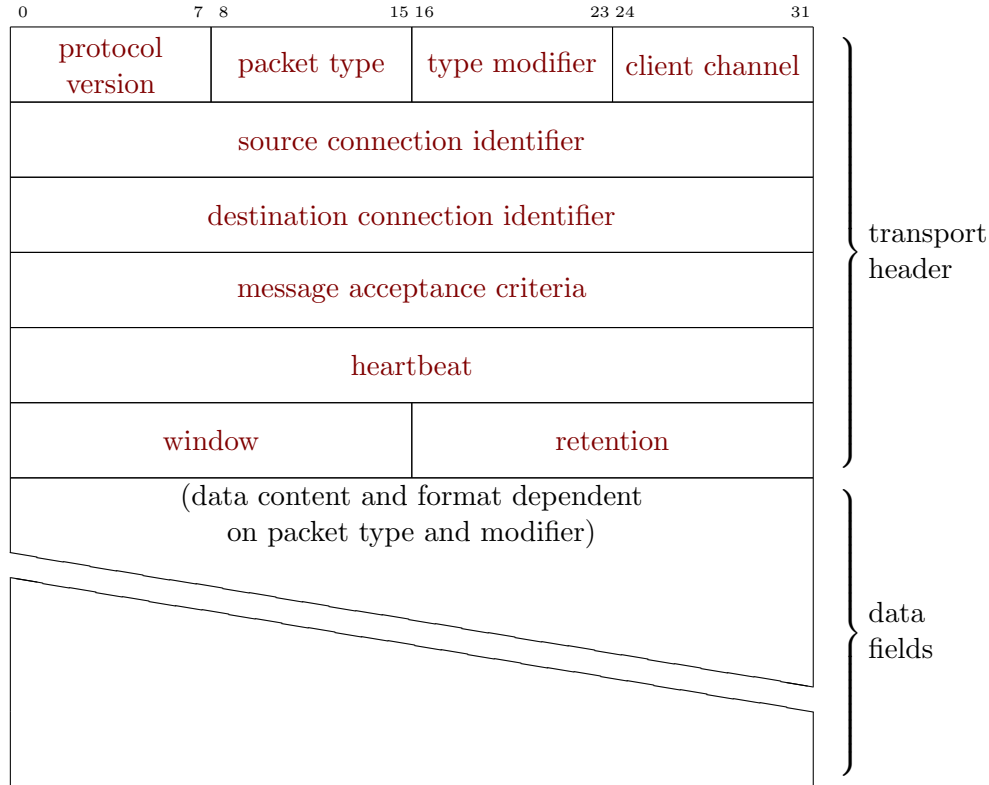 0 7 8 15 16 23 24 31
protocol
version
packet type
type modifier
client channel
source connection identifier
destination connection identifier
message acceptance criteria
heartbeat
window
retention
transport
header
(data content and format dependent
on packet type and modifier)
data
fields